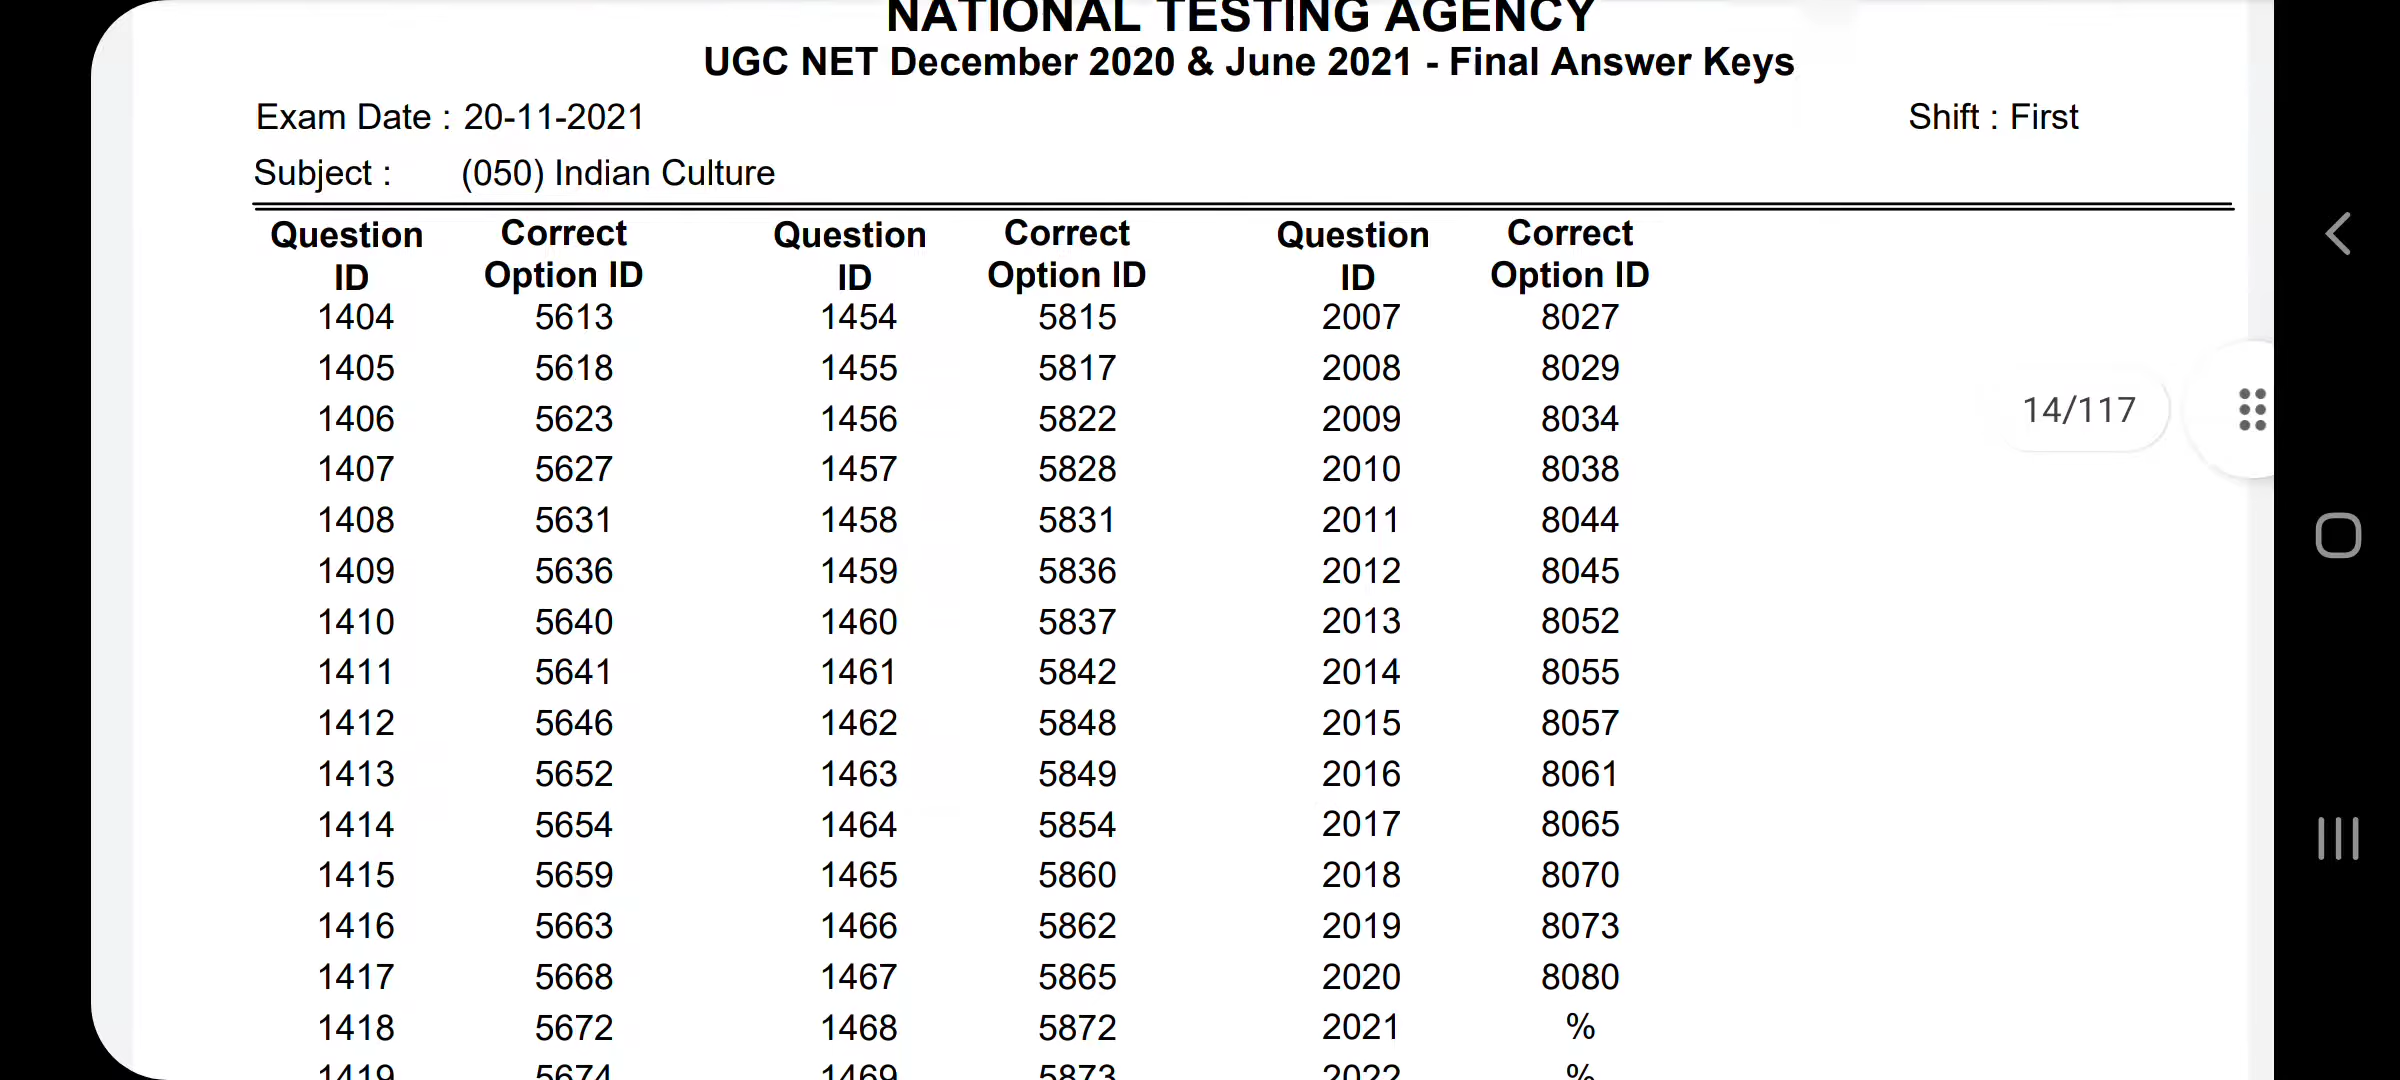 NATIONAL TESTING AGENCY
UGC NET December 2020 & June 2021 - Final Answer Keys
Exam Date : 20-11-2021 Shift : First
Subject : (050) Indian Culture
Question Correct Question Correct Question Correct
ID Option ID ID Option ID ID Option ID
1404 5613 1454 5815 2007 8027
1405 5618 1455 5817 2008 8029
1406 5623 1456 5822 2009 8034
14/117
1407 5627 1457 5828 2010 8038
1408 5631 1458 5831 2011 8044
1409 5636 1459 5836 2012 8045
1410 5640 1460 5837 2013 8052
1411 5641 1461 5842 2014 8055
1412 5646 1462 5848 2015 8057
1413 5652 1463 5849 2016 8061
1414 5654 1464 5854 2017 8065
1415 5659 1465 5860 2018 8070
1416 5663 1466 5862 2019 8073
1417 5668 1467 5865 2020 8080
1418 5672 1468 5872 2021 %
1419 5674 1469 5873 2022 %